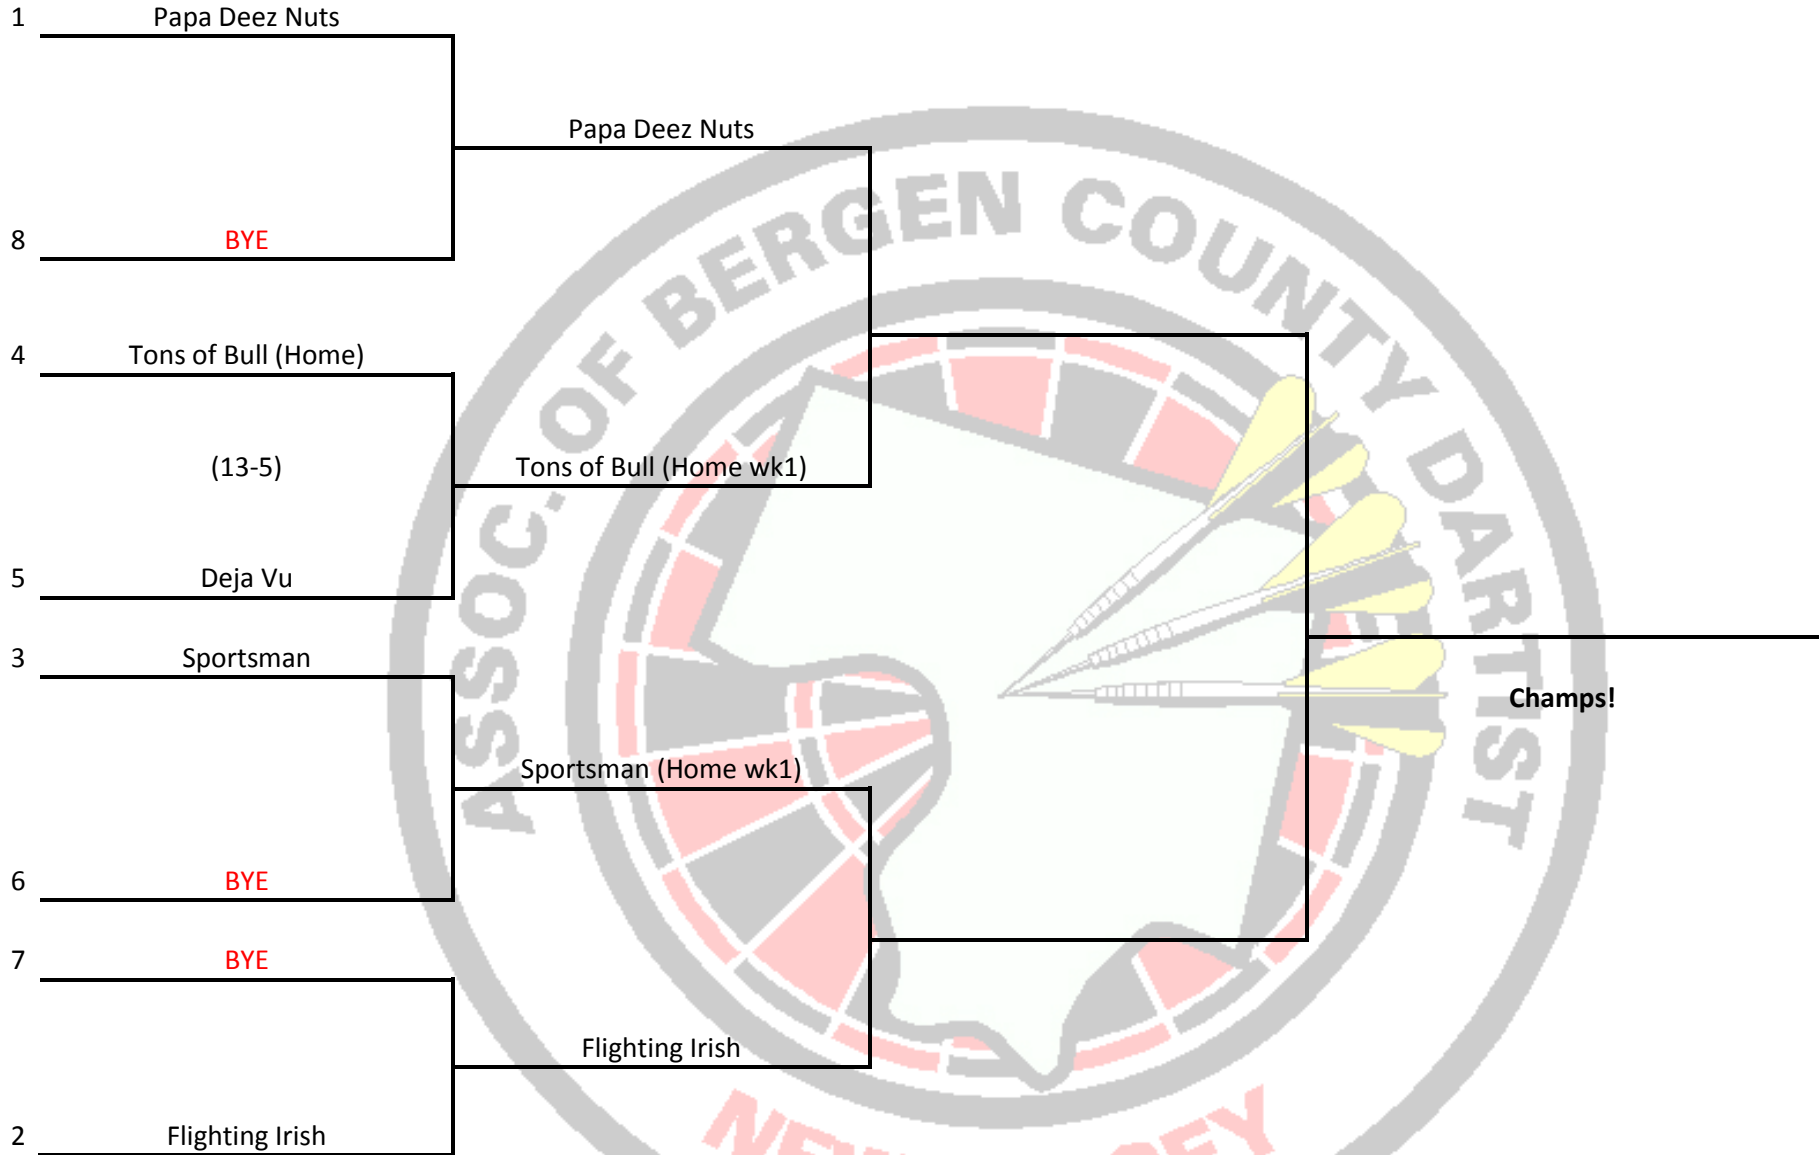 1 Papa Deez Nuts
Papa Deez Nuts
8 BYE
4 Tons of Bull (Home)
(13-5)
Tons of Bull (Home wk1)
5 Deja Vu
3 Sportsman
Champs!
Sportsman (Home wk1)
6 BYE
7 BYE
Flighting Irish
2 Flighting Irish
ASSOC. OF BERGEN COUNTY DARTIST